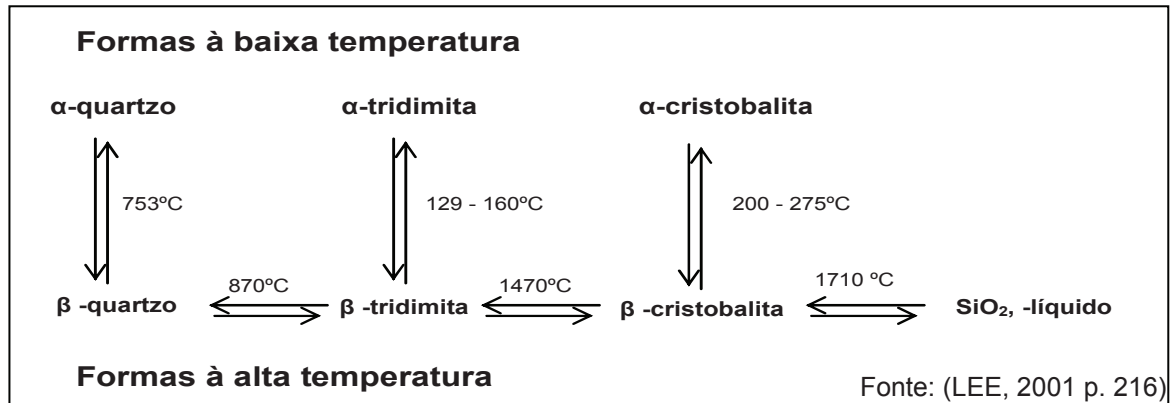 Formas à baixa temperatura
α-quartzo α-tridimita α-cristobalita
753ºC 129 - 160ºC 200 - 275ºC
870ºC 1470ºC 1710 ºC
β -quartzo β -tridimita β -cristobalita SiO₂, -líquido
Formas à alta temperatura
Fonte: (LEE, 2001 p. 216)